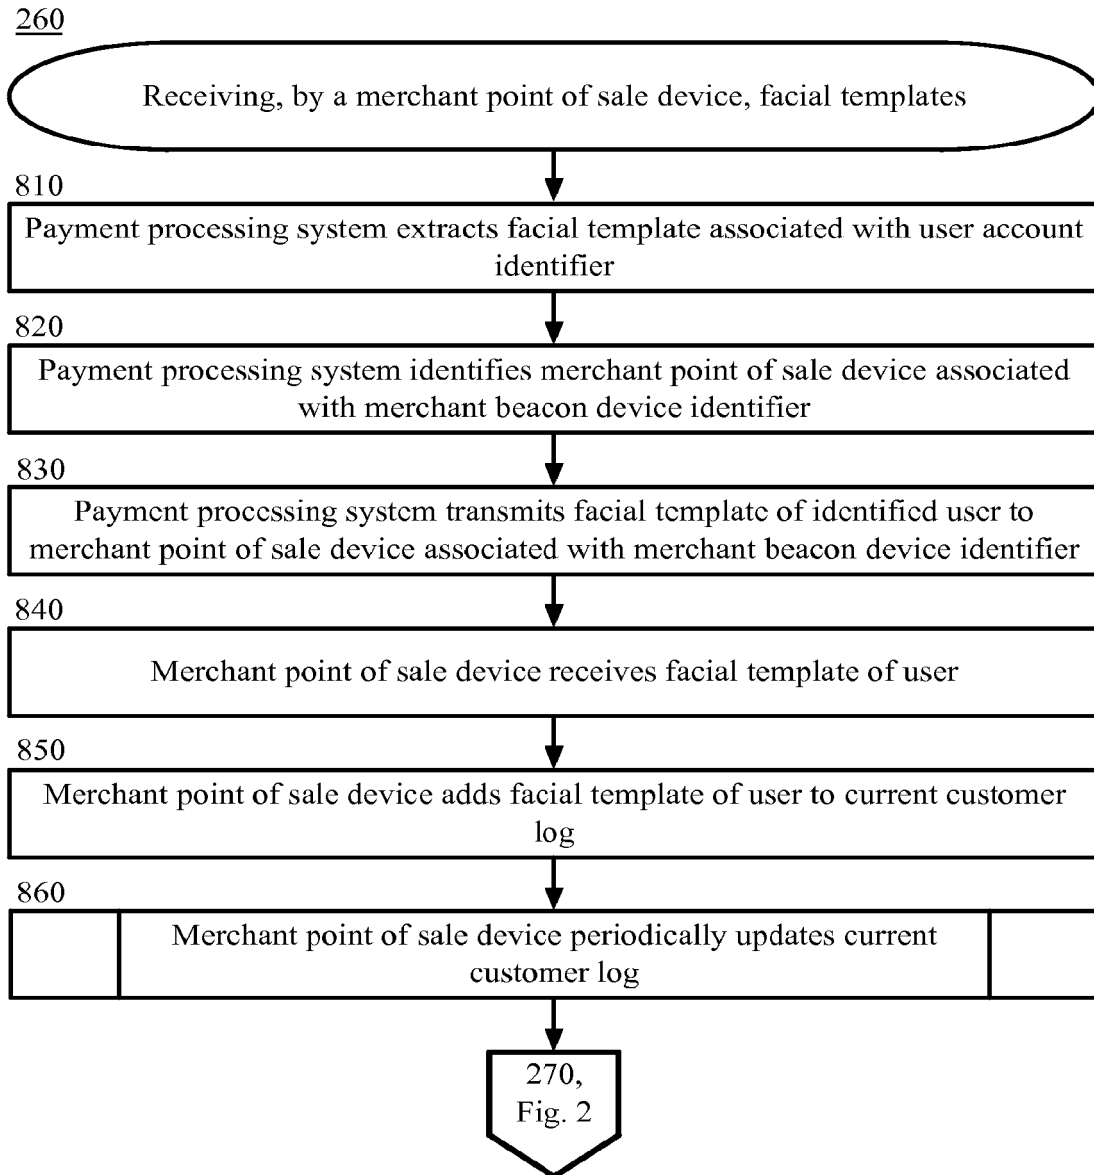 260
Receiving, by a merchant point of sale device, facial templates
810
Payment processing system extracts facial template associated with user account
identifier
820
Payment processing system identifies merchant point of sale device associated
with merchant beacon device identifier
830
Payment processing system transmits facial template of identified user to
merchant point of sale device associated with merchant beacon device identifier
840
Merchant point of sale device receives facial template of user
850
Merchant point of sale device adds facial template of user to current customer
log
860
Merchant point of sale device periodically updates current
customer log
270,
Fig. 2